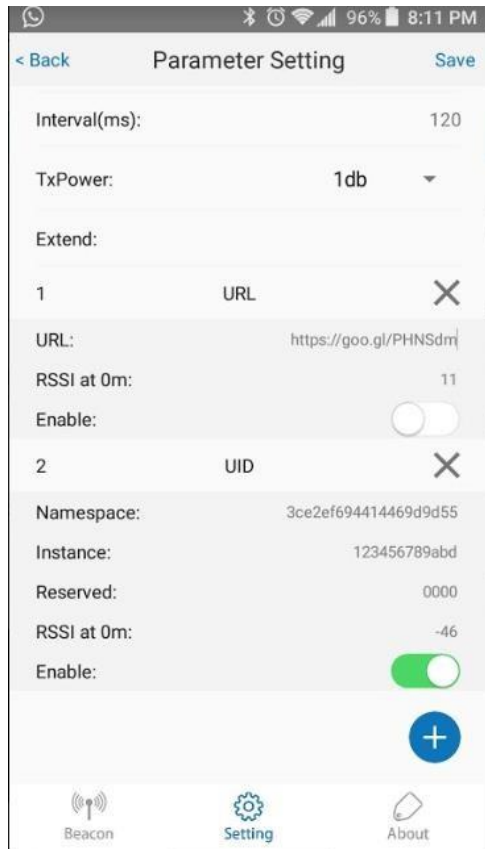 96% 8:11 PM
< Back Parameter Setting Save
Interval(ms): 120
TxPower: 1db
Extend:
1 URL
URL: https://goo.gl/PHNSdm
RSSI at 0m: 11
Enable:
2 UID
Namespace: 3ce2ef694414469d9d55
Instance: 123456789abd
Reserved: 0000
RSSI at 0m: -46
Enable:
Beacon Setting About